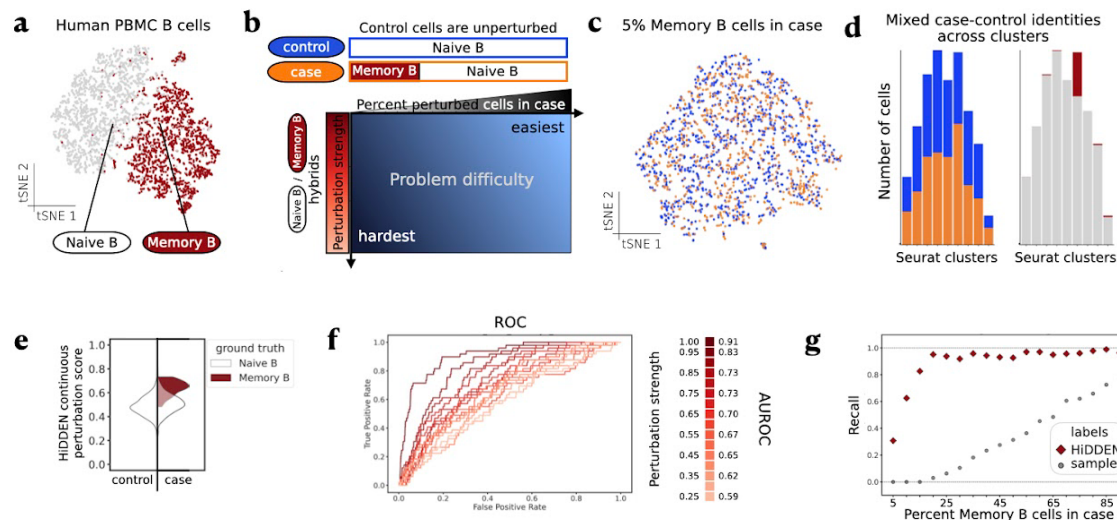 a
Human PBMC B cells
tSNE 2
tSNE 1
Naive B
Memory B
b
Control cells are unperturbed
control
Naive B
case
Memory B
Naive B
Percent perturbed cells in case
easiest
Naive B / Memory B
hybrids
Perturbation strength
Problem difficulty
hardest
c
5% Memory B cells in case
tSNE 2
tSNE 1
d
Mixed case-control identities
across clusters
Number of cells
Seurat clusters
Seurat clusters
e
HiDDEN continuous
perturbation score
1.0
0.8
0.6
0.4
0.2
0.0
control
case
ground truth
Naive B
Memory B
f
ROC
True Positive Rate
1.0
0.8
0.6
0.4
0.2
0.0
0.0 0.2 0.4 0.6 0.8 1.0
False Positive Rate
Perturbation strength
1.00 0.91
0.95 0.83
0.85 0.73
0.75 0.73
0.65 0.70
0.55 0.67
0.45 0.65
0.35 0.62
0.25 0.59
AUROC
g
Recall
1.0
0.8
0.6
0.4
0.2
0.0
5 25 45 65 85
Percent Memory B cells in case
labels
HiDDEN
sample